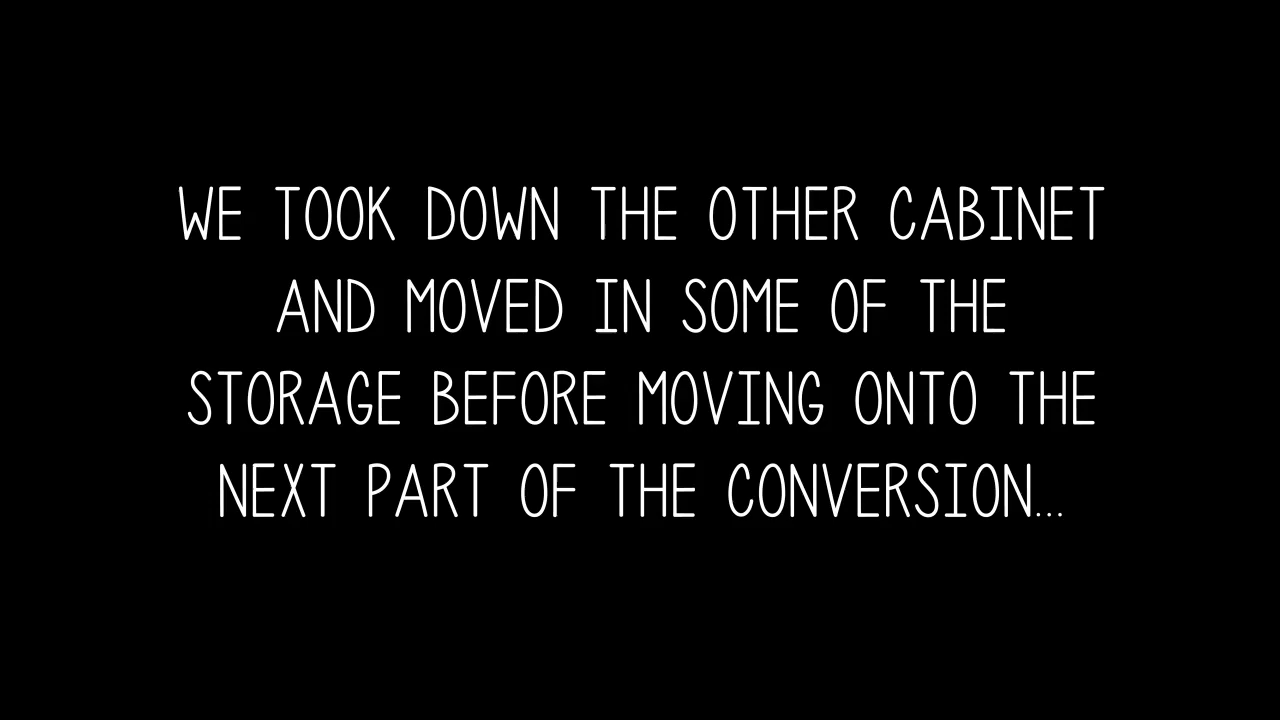 WE TOOK DOWN THE OTHER CABINET
AND MOVED IN SOME OF THE
STORAGE BEFORE MOVING ONTO THE
NEXT PART OF THE CONVERSION...